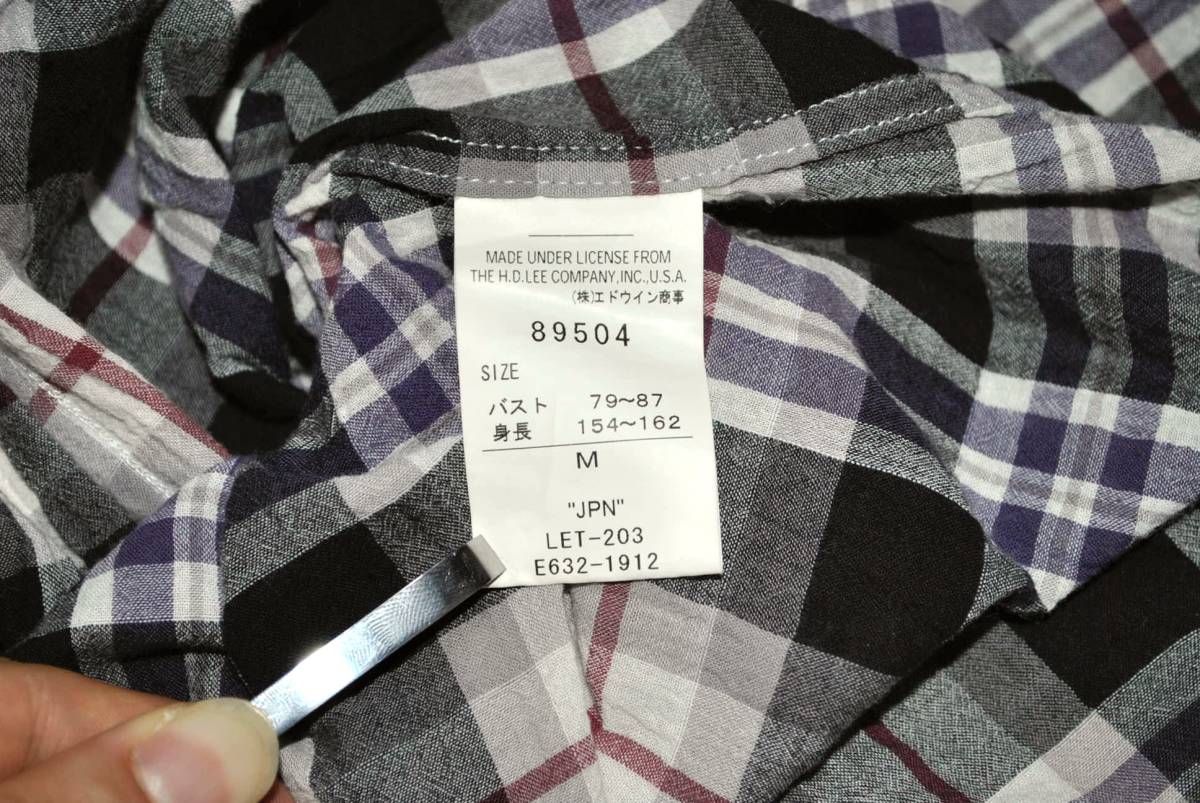 MADE UNDER LICENSE FROM
THE H.D.LEE COMPANY,INC.,U.S.A.
(株)エドウイン商事
89504
SIZE
バスト 79〜87
身長 154〜162
M
"JPN"
LET-203
E632-1912